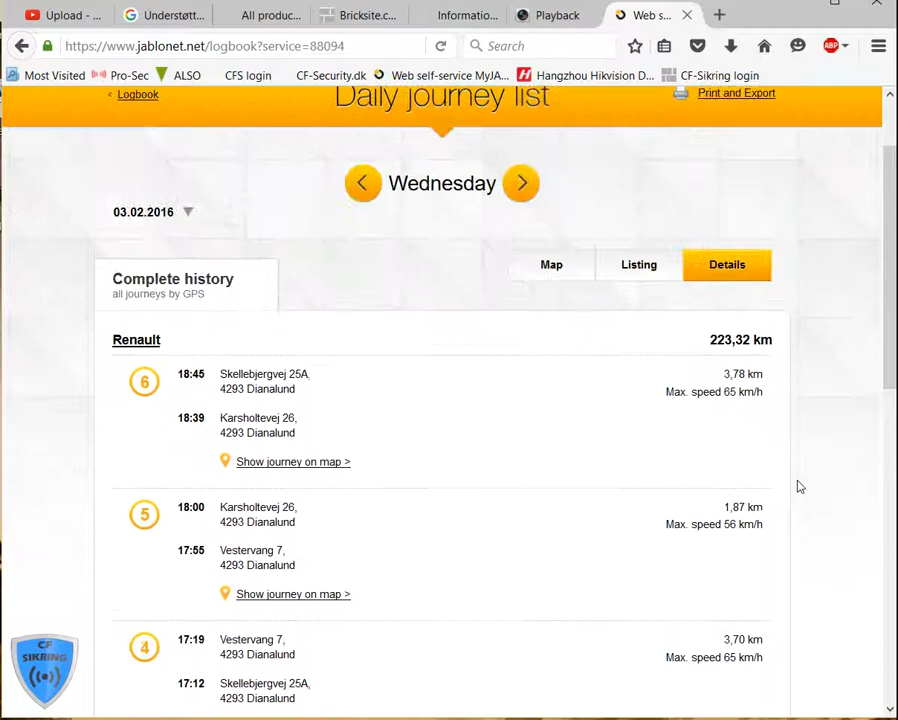 Upload - ...
Understøtt...
All produc...
Bricksite.c...
Informatio...
Playback
Web s...
https://www.jablonet.net/logbook?service=88094
Search
ABP
Most Visited
Pro-Sec
ALSO
CFS login
CF-Security.dk
Web self-service MyJA...
Hangzhou Hikvision D...
CF-Sikring login
< Logbook
Daily journey list
Print and Export
Wednesday
03.02.2016
Map
Listing
Details
Complete history
all journeys by GPS
Renault
223,32 km
6
18:45
Skellebjergvej 25A,
4293 Dianalund
3,78 km
Max. speed 65 km/h
18:39
Karsholtevej 26,
4293 Dianalund
Show journey on map >
5
18:00
Karsholtevej 26,
4293 Dianalund
1,87 km
Max. speed 56 km/h
17:55
Vestervang 7,
4293 Dianalund
Show journey on map >
4
17:19
Vestervang 7,
4293 Dianalund
3,70 km
Max. speed 65 km/h
17:12
Skellebjergvej 25A,
4293 Dianalund
CF
SIKRING